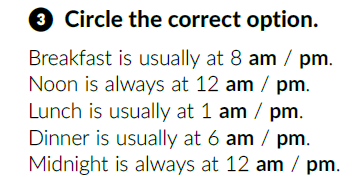 3 Circle the correct option.
Breakfast is usually at 8 am / pm.
Noon is always at 12 am / pm.
Lunch is usually at 1 am / pm.
Dinner is usually at 6 am / pm.
Midnight is always at 12 am / pm.